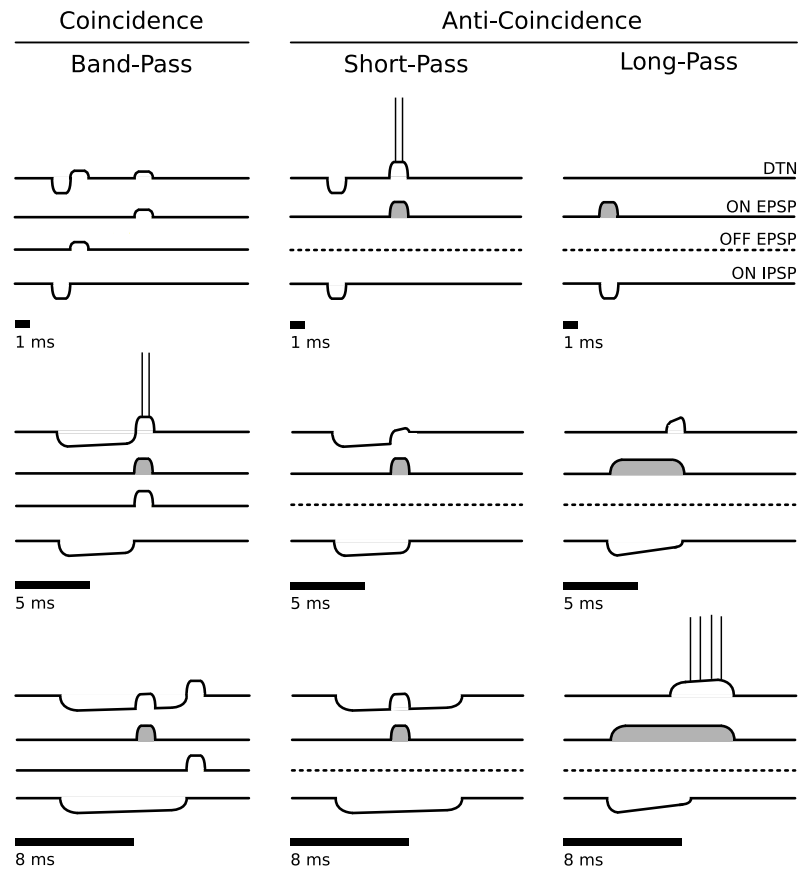 Coincidence
Anti-Coincidence
Band-Pass
Short-Pass
Long-Pass
DTN
ON EPSP
OFF EPSP
ON IPSP
1 ms
1 ms
1 ms
5 ms
5 ms
5 ms
8 ms
8 ms
8 ms